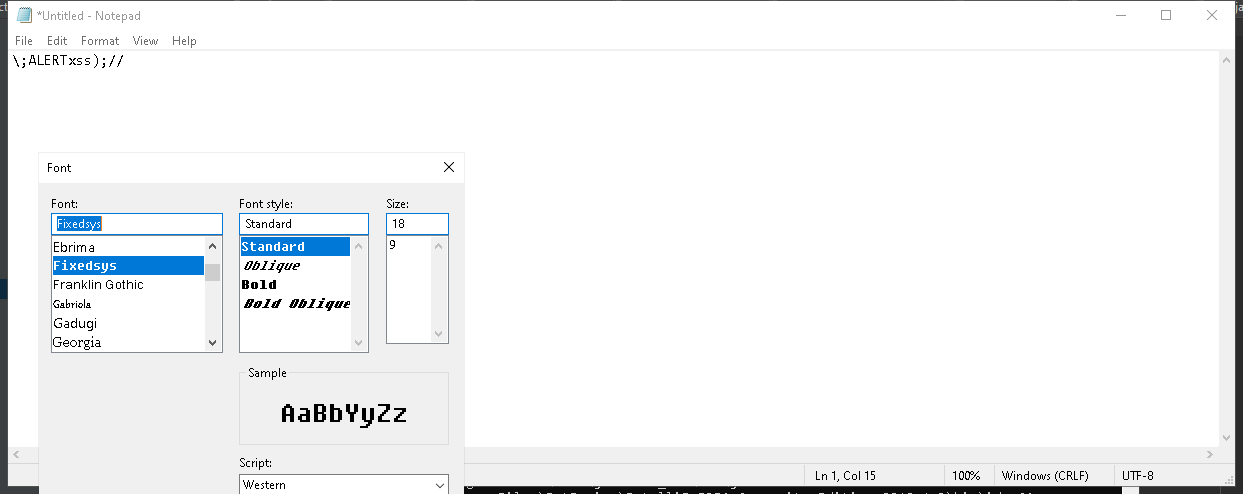 *Untitled - Notepad
File Edit Format View Help
\;ALERTxss);//
Font
Font: Font style: Size:
Fixedsys Standard 18
Ebrima Standard 9
Fixedsys Oblique
Franklin Gothic Bold
Gabriola Bold Oblique
Gadugi
Georgia
Sample
AaBbYyZz
Script:
Western
Ln 1, Col 15 100% Windows (CRLF) UTF-8